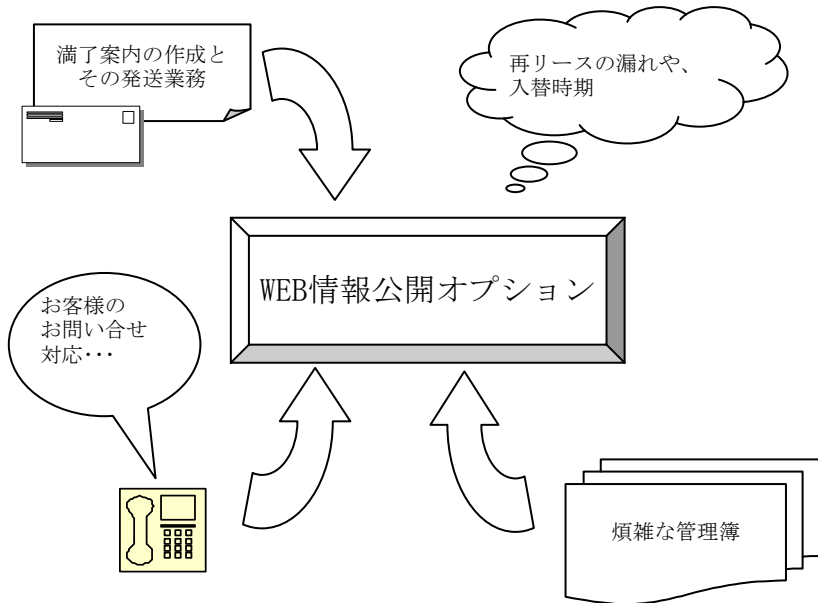 満了案内の作成と
その発送業務
再リースの漏れや、
入替時期
WEB情報公開オプション
お客様の
お問い合せ
対応･･･
煩雑な管理簿